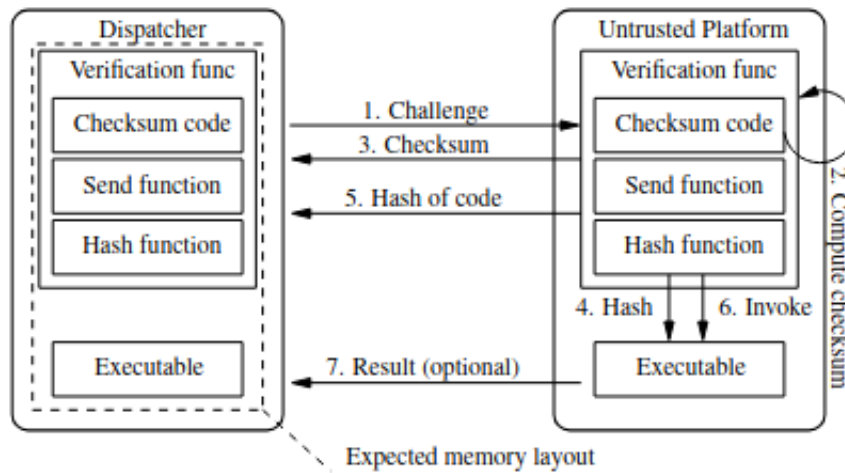 Dispatcher
Verification func
Checksum code
Send function
Hash function
Executable
1. Challenge
3. Checksum
5. Hash of code
7. Result (optional)
Untrusted Platform
Verification func
Checksum code
Send function
Hash function
4. Hash
6. Invoke
Executable
2. Compute checksum
Expected memory layout